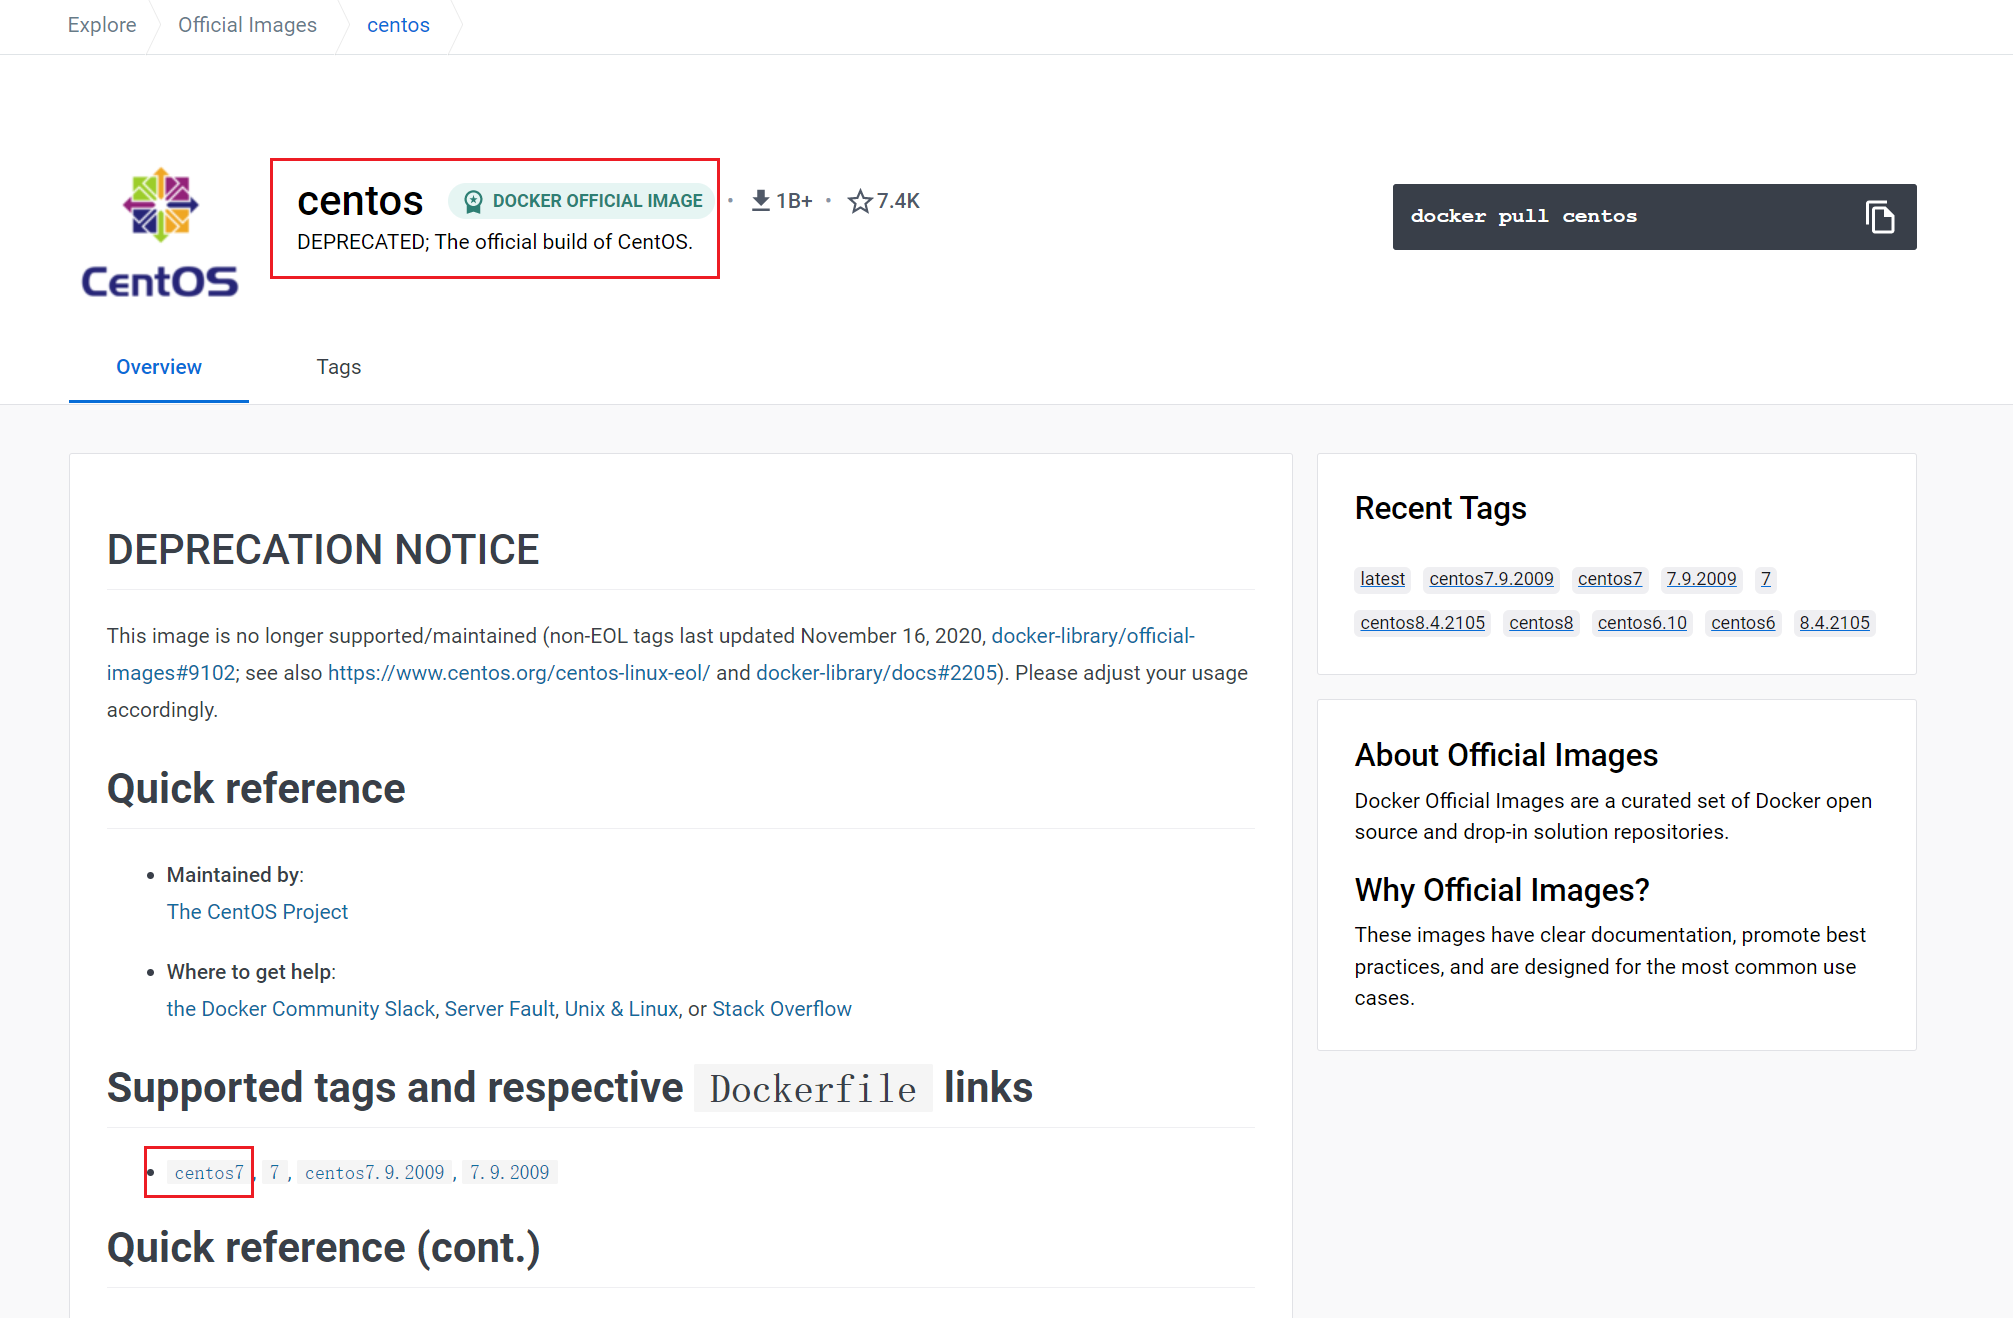 Explore
Official Images
centos
centos
DOCKER OFFICIAL IMAGE
• 1B+ • 7.4K
DEPRECATED; The official build of CentOS.
docker pull centos
CentOS
Overview
Tags
DEPRECATION NOTICE
This image is no longer supported/maintained (non-EOL tags last updated November 16, 2020, docker-library/official-
images#9102; see also https://www.centos.org/centos-linux-eol/ and docker-library/docs#2205). Please adjust your usage
accordingly.
Quick reference
• Maintained by:
The CentOS Project
• Where to get help:
the Docker Community Slack, Server Fault, Unix & Linux, or Stack Overflow
Supported tags and respective Dockerfile links
• centos7, 7, centos7.9.2009, 7.9.2009
Quick reference (cont.)
Recent Tags
latest centos7.9.2009 centos7 7.9.2009 7
centos8.4.2105 centos8 centos6.10 centos6 8.4.2105
About Official Images
Docker Official Images are a curated set of Docker open
source and drop-in solution repositories.
Why Official Images?
These images have clear documentation, promote best
practices, and are designed for the most common use
cases.